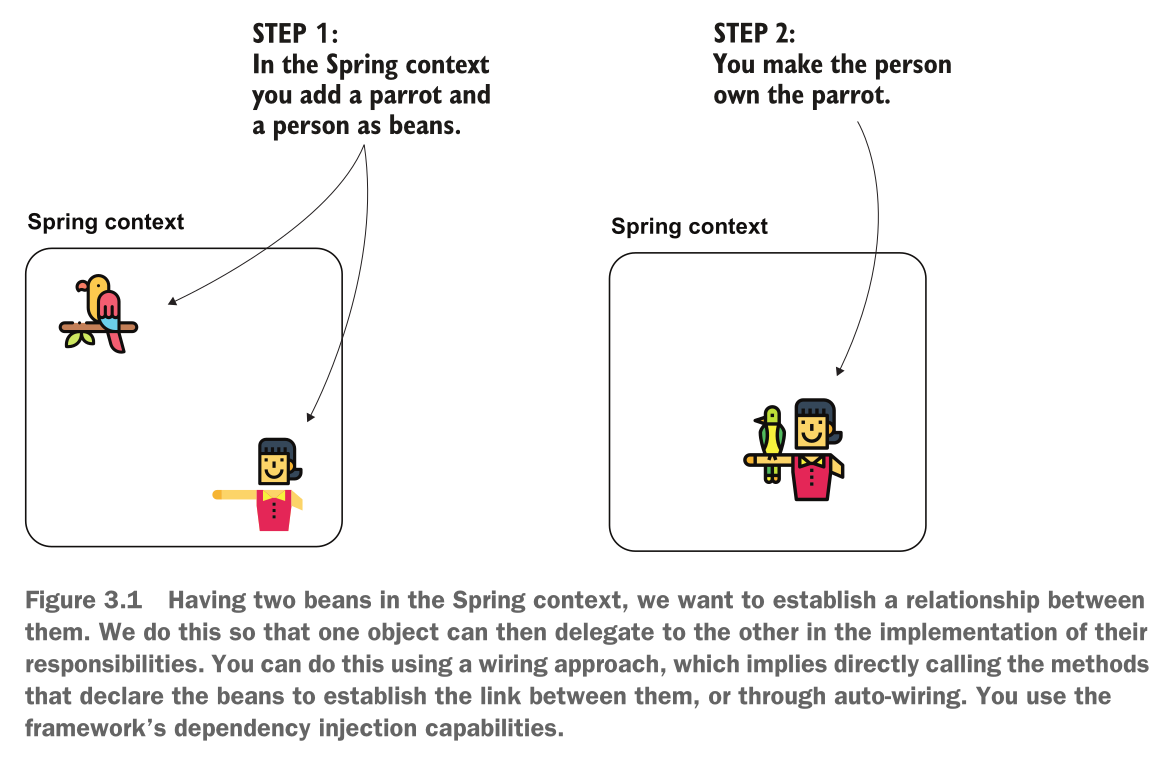 STEP 1:
In the Spring context
you add a parrot and
a person as beans.
STEP 2:
You make the person
own the parrot.
Spring context
Spring context
Figure 3.1 Having two beans in the Spring context, we want to establish a relationship between
them. We do this so that one object can then delegate to the other in the implementation of their
responsibilities. You can do this using a wiring approach, which implies directly calling the methods
that declare the beans to establish the link between them, or through auto-wiring. You use the
framework’s dependency injection capabilities.